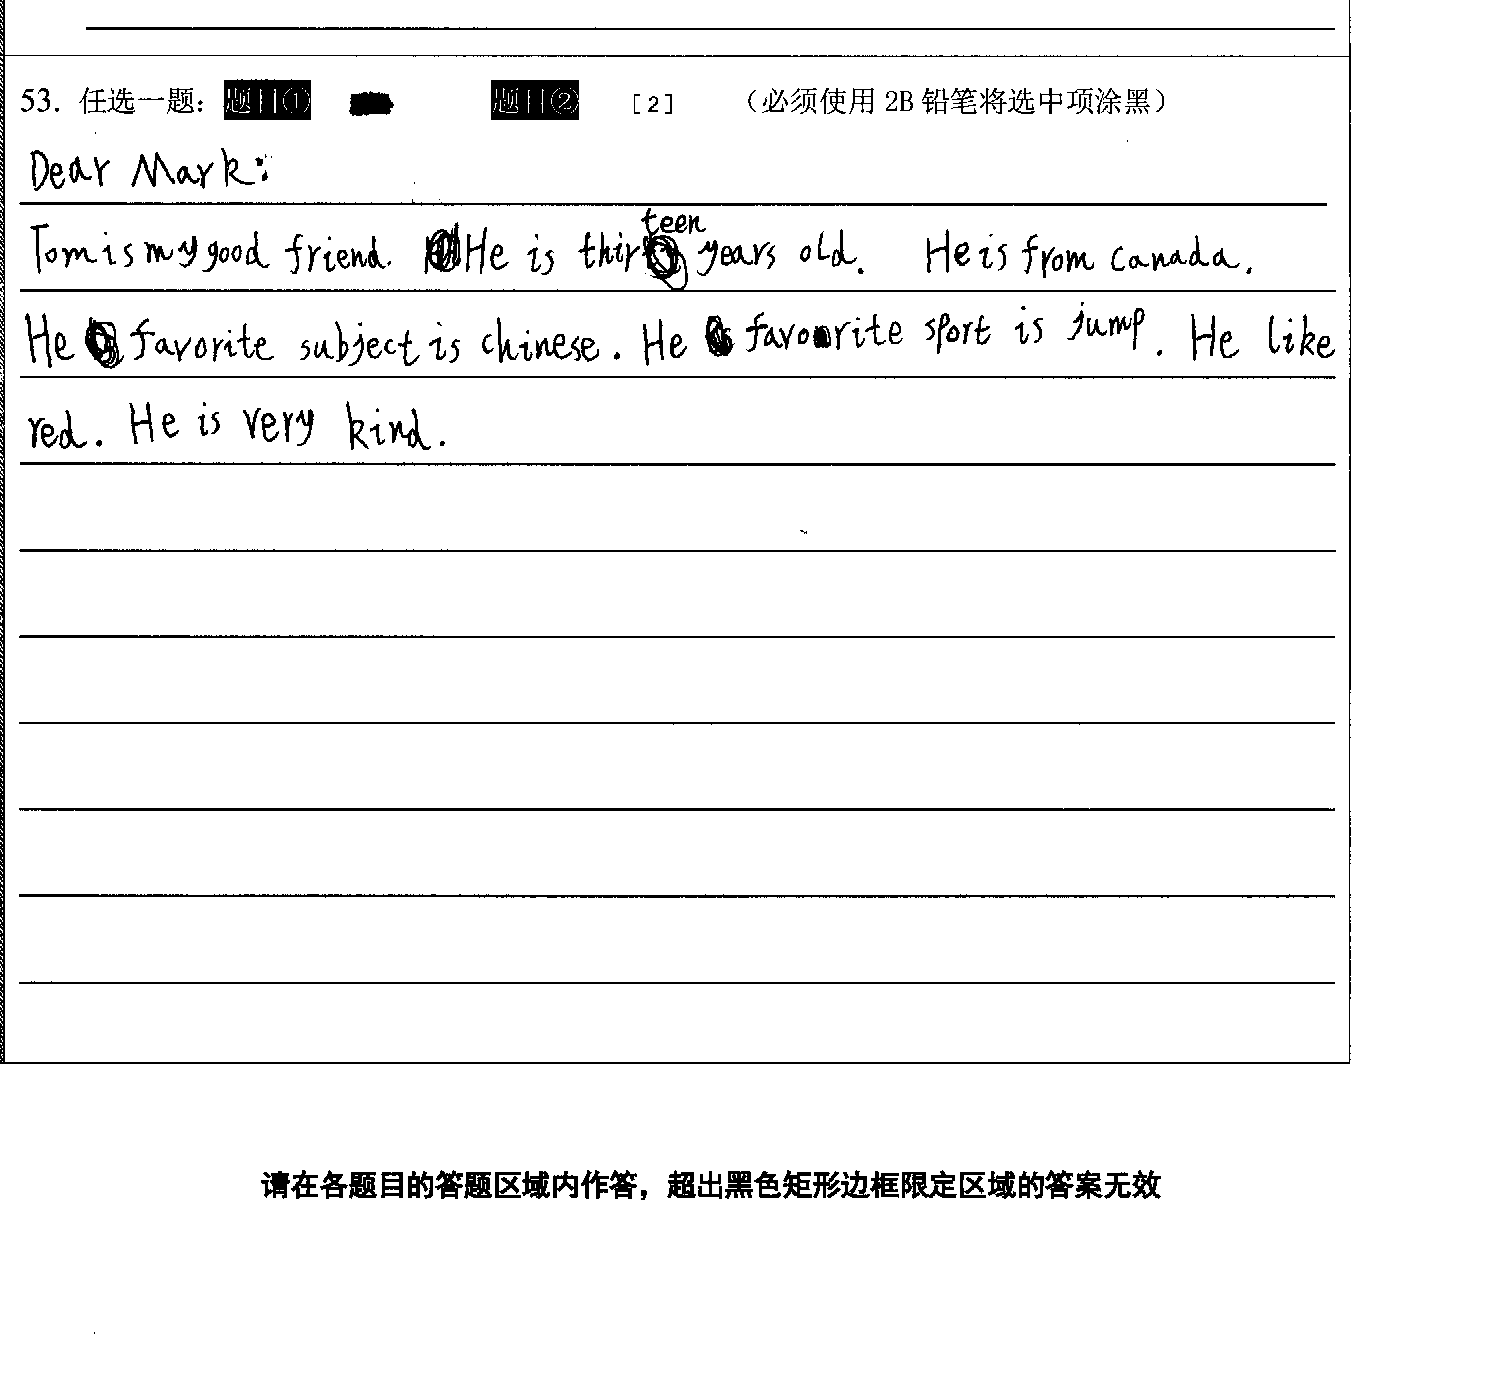 53. 任选一题： 题目① 题目② [2] （必须使用 2B 铅笔将选中项涂黑）
Dear Mark:
Tom is my good friend. He is thirteen years old. He is from canada.
He favorite subject is chinese. He favorite sport is jump. He like
red. He is very kind.
请在各题目的答题区域内作答，超出黑色矩形边框限定区域的答案无效